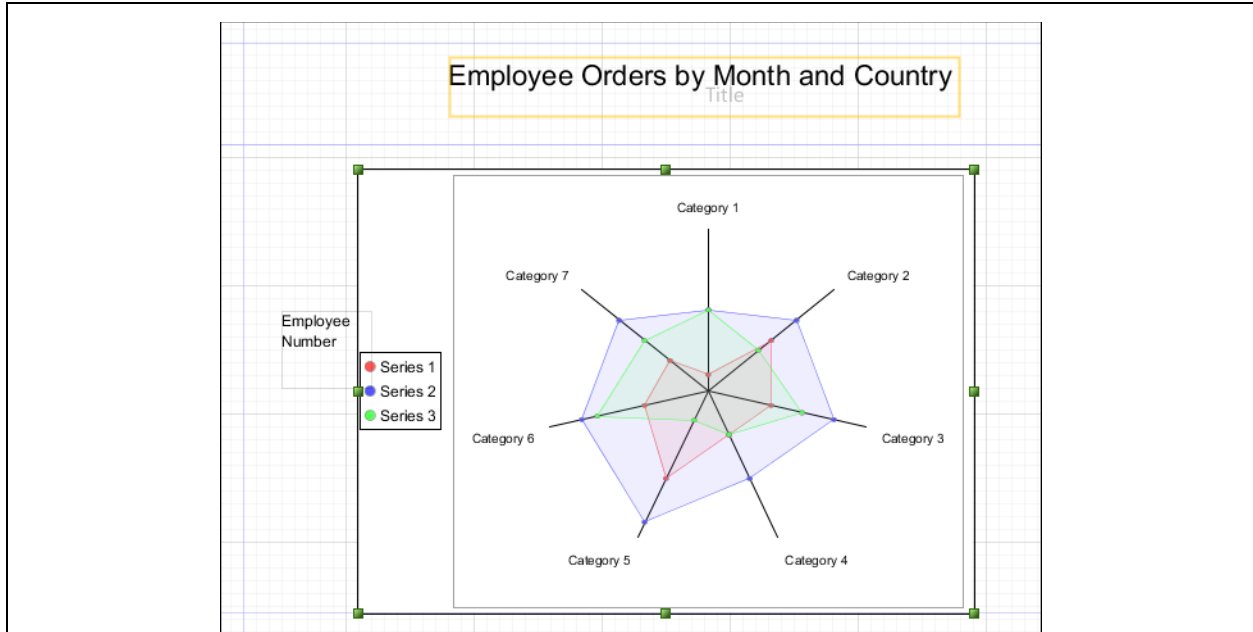 Employee Orders by Month and Country
Title
Category 1
Category 7
Category 2
Employee
Number
Series 1
Series 2
Series 3
Category 6
Category 3
Category 5
Category 4